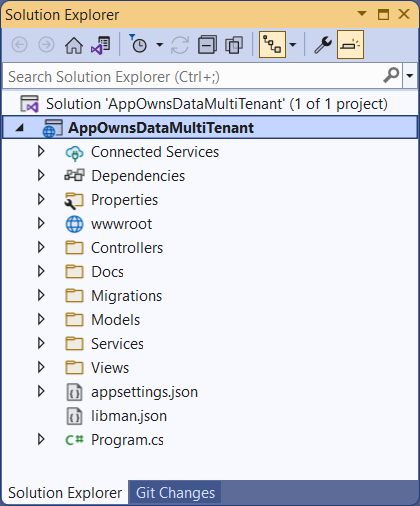 Solution Explorer
Search Solution Explorer (Ctrl+;)
Solution 'AppOwnsDataMultiTenant' (1 of 1 project)
AppOwnsDataMultiTenant
Connected Services
Dependencies
Properties
wwwroot
Controllers
Docs
Migrations
Models
Services
Views
appsettings.json
libman.json
C# Program.cs
Solution Explorer Git Changes